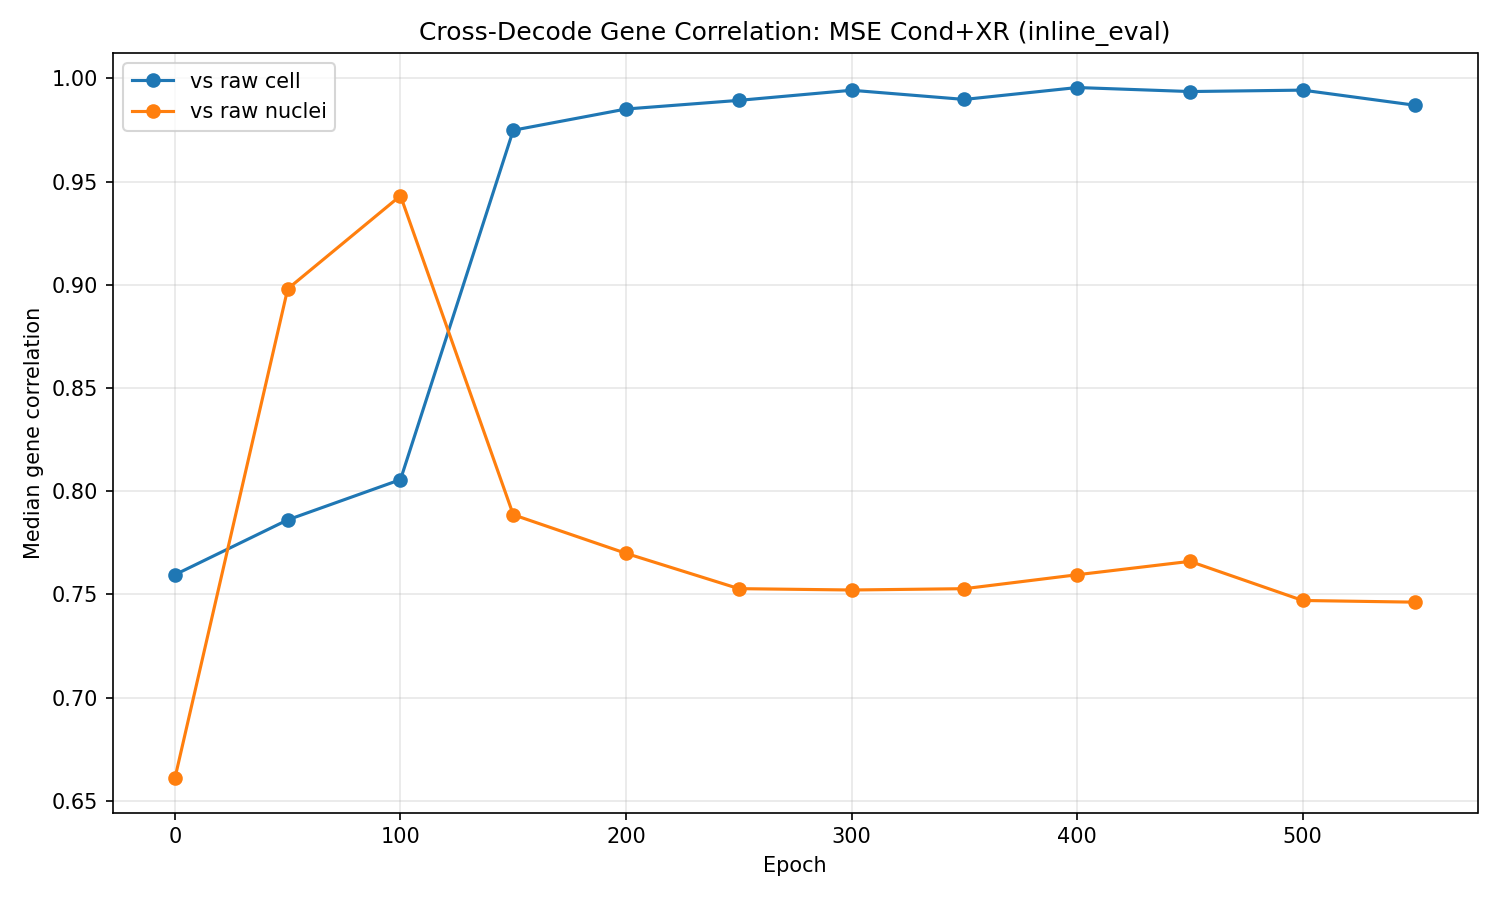 Cross-Decode Gene Correlation: MSE Cond+XR (inline_eval)
vs raw cell
vs raw nuclei
Median gene correlation
1.00
0.95
0.90
0.85
0.80
0.75
0.70
0.65
0 100 200 300 400 500
Epoch